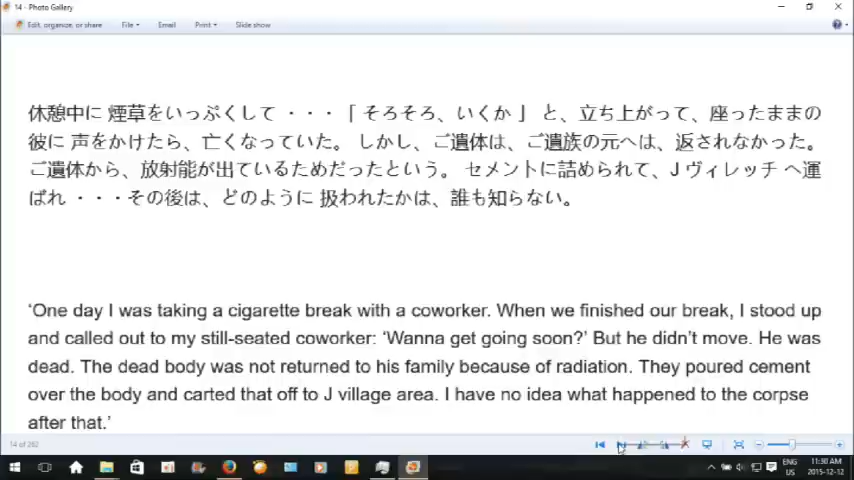 14 - Photo Gallery
Edit, organize, or share File Email Print Slide show
休憩中に 煙草をいっぷくして ・・・ 「 そろそろ、いくか 」 と、立ち上がって、座ったままの
彼に 声をかけたら、亡くなっていた。 しかし、ご遺体は、ご遺族の元へは、返されなかった。
ご遺体から、放射能が出ているためだったという。 セメントに詰められて、J ヴィレッチ へ運
ばれ ・・・その後は、どのように 扱われたかは、誰も知らない。
‘One day I was taking a cigarette break with a coworker. When we finished our break, I stood up
and called out to my still-seated coworker: ‘Wanna get going soon?’ But he didn’t move. He was
dead. The dead body was not returned to his family because of radiation. They poured cement
over the body and carted that off to J village area. I have no idea what happened to the corpse
after that.’
14 of 262
ENG 11:30 AM
US 2015-12-12